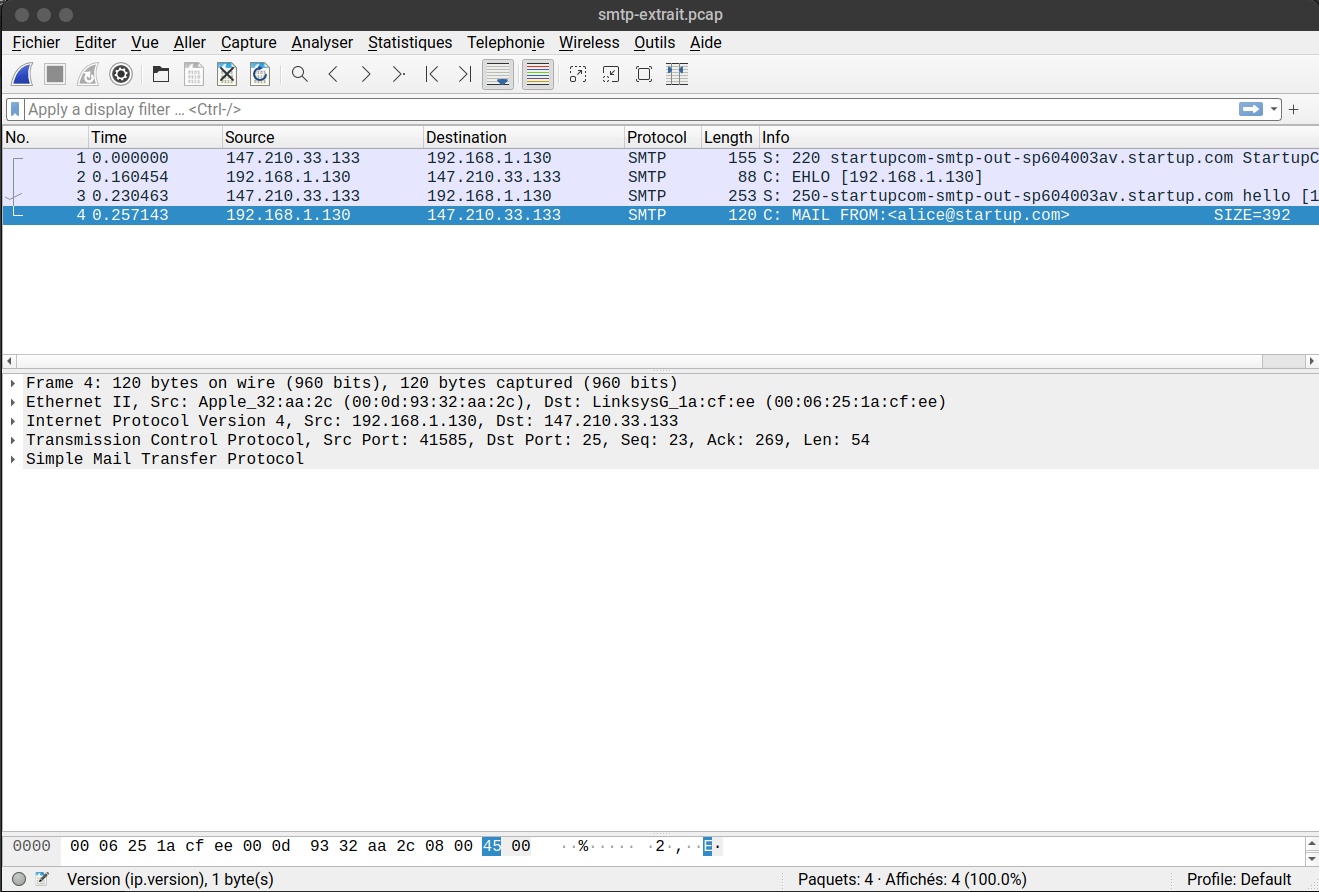 smtp-extrait.pcap
Fichier Editer Vue Aller Capture Analyser Statistiques Telephonie Wireless Outils Aide
Apply a display filter … <Ctrl-/>
No. Time Source Destination Protocol Length Info
1 0.000000 147.210.33.133 192.168.1.130 SMTP 155 S: 220 startupcom-smtp-out-sp604003av.startup.com StartupC
2 0.160454 192.168.1.130 147.210.33.133 SMTP 88 C: EHLO [192.168.1.130]
3 0.230463 147.210.33.133 192.168.1.130 SMTP 253 S: 250-startupcom-smtp-out-sp604003av.startup.com hello [1
4 0.257143 192.168.1.130 147.210.33.133 SMTP 120 C: MAIL FROM:<alice@startup.com> SIZE=392
Frame 4: 120 bytes on wire (960 bits), 120 bytes captured (960 bits)
Ethernet II, Src: Apple_32:aa:2c (00:0d:93:32:aa:2c), Dst: LinksysG_1a:cf:ee (00:06:25:1a:cf:ee)
Internet Protocol Version 4, Src: 192.168.1.130, Dst: 147.210.33.133
Transmission Control Protocol, Src Port: 41585, Dst Port: 25, Seq: 23, Ack: 269, Len: 54
Simple Mail Transfer Protocol
0000 00 06 25 1a cf ee 00 0d 93 32 aa 2c 08 00 45 00 ··%····· ·2·,··E·
Version (ip.version), 1 byte(s) Paquets: 4 · Affichés: 4 (100.0%) Profile: Default